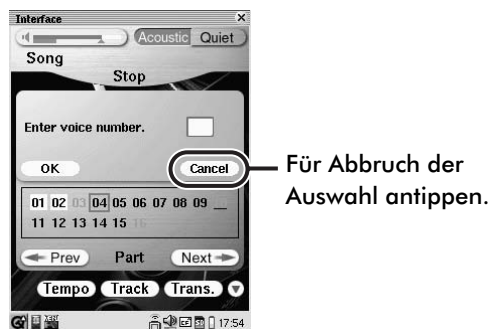 Interface ×
Acoustic Quiet
Song
Stop
Enter voice number.
OK Cancel
Für Abbruch der
Auswahl antippen.
01 02 03 04 05 06 07 08 09 __
11 12 13 14 15 16
Prev Part Next
Tempo Track Trans.
17:54